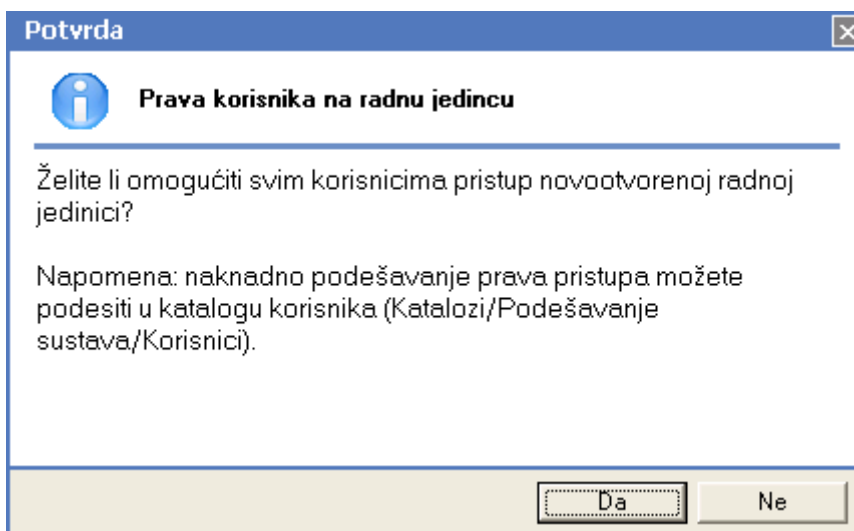 Potvrda
Prava korisnika na radnu jedincu
Želite li omogućiti svim korisnicima pristup novootvorenoj radnoj
jedinici?
Napomena: naknadno podešavanje prava pristupa možete
podesiti u katalogu korisnika (Katalozi/Podešavanje
sustava/Korisnici).
Da
Ne